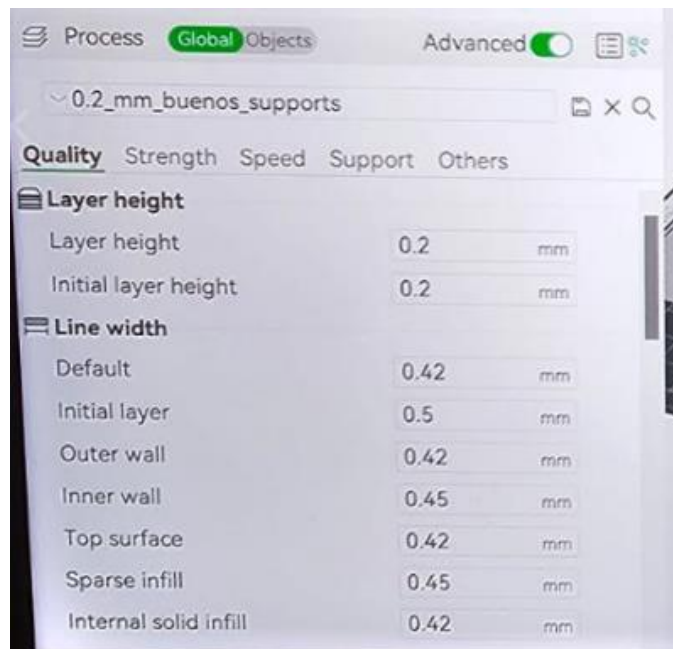 Process Global Objects Advanced
0.2_mm_buenos_supports
Quality Strength Speed Support Others
Layer height
Layer height 0.2 mm
Initial layer height 0.2 mm
Line width
Default 0.42 mm
Initial layer 0.5 mm
Outer wall 0.42 mm
Inner wall 0.45 mm
Top surface 0.42 mm
Sparse infill 0.45 mm
Internal solid infill 0.42 mm